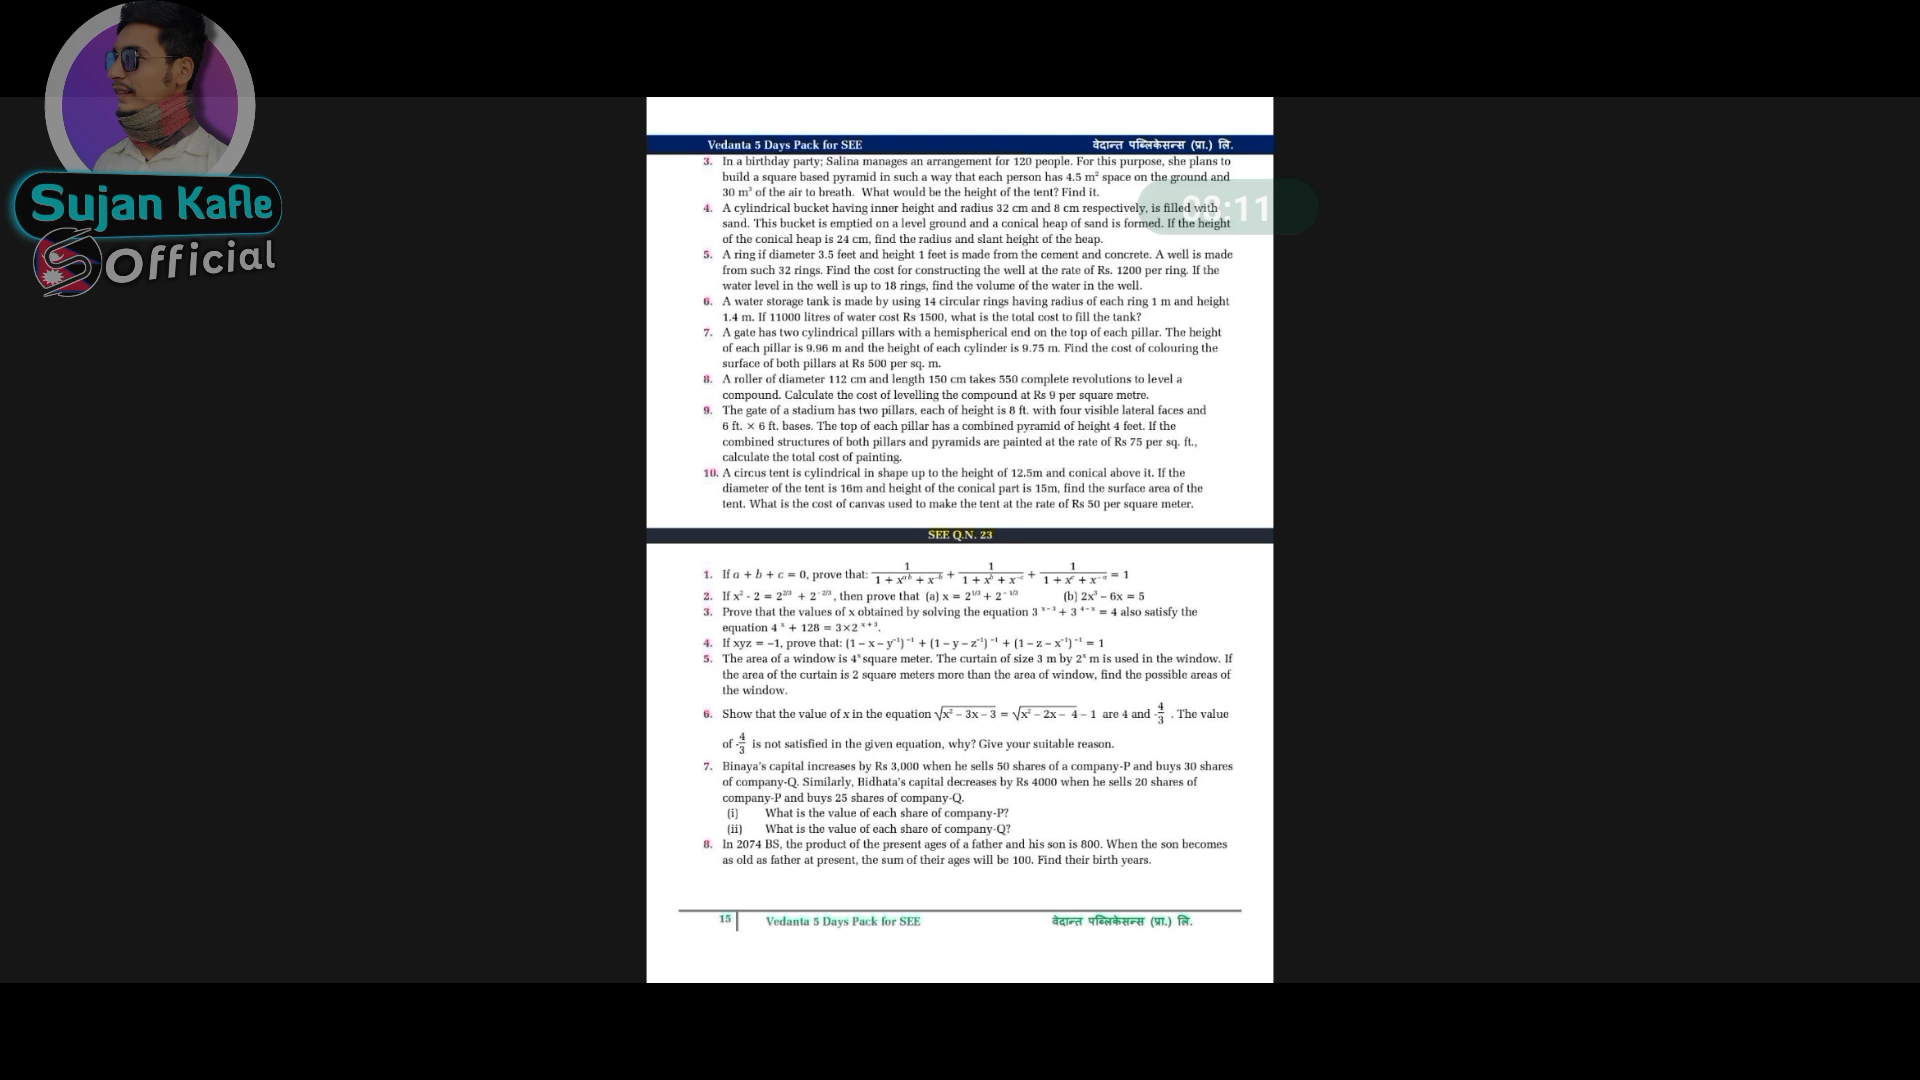 Sujan Kafle
Official
Vedanta 5 Days Pack for SEE वेदान्त पब्लिकेसन्स (प्रा.) लि.
3. In a birthday party; Salina manages an arrangement for 120 people. For this purpose, she plans to
build a square based pyramid in such a way that each person has 4.5 m² space on the ground and
30 m³ of the air to breath. What would be the height of the tent? Find it.
08:11
4. A cylindrical bucket having inner height and radius 32 cm and 8 cm respectively, is filled with
sand. This bucket is emptied on a level ground and a conical heap of sand is formed. If the height
of the conical heap is 24 cm, find the radius and slant height of the heap.
5. A ring if diameter 3.5 feet and height 1 feet is made from the cement and concrete. A well is made
from such 32 rings. Find the cost for constructing the well at the rate of Rs. 1200 per ring. If the
water level in the well is up to 18 rings, find the volume of the water in the well.
6. A water storage tank is made by using 14 circular rings having radius of each ring 1 m and height
1.4 m. If 11000 litres of water cost Rs 1500, what is the total cost to fill the tank?
7. A gate has two cylindrical pillars with a hemispherical end on the top of each pillar. The height
of each pillar is 9.96 m and the height of each cylinder is 9.75 m. Find the cost of colouring the
surface of both pillars at Rs 500 per sq. m.
8. A roller of diameter 112 cm and length 150 cm takes 550 complete revolutions to level a
compound. Calculate the cost of levelling the compound at Rs 9 per square metre.
9. The gate of a stadium has two pillars, each of height is 8 ft. with four visible lateral faces and
6 ft. × 6 ft. bases. The top of each pillar has a combined pyramid of height 4 feet. If the
combined structures of both pillars and pyramids are painted at the rate of Rs 75 per sq. ft.,
calculate the total cost of painting.
10. A circus tent is cylindrical in shape up to the height of 12.5m and conical above it. If the
diameter of the tent is 16m and height of the conical part is 15m, find the surface area of the
tent. What is the cost of canvas used to make the tent at the rate of Rs 50 per square meter.
SEE Q.N. 23
1. If a + b + c = 0, prove that: 1/(1 + x^ab + x^-b) + 1/(1 + x^b + x^-c) + 1/(1 + x^c + x^-a) = 1
2. If x² - 2 = 2^2/3 + 2^-2/3, then prove that (a) x = 2^1/3 + 2^-1/3 (b) 2x³ – 6x = 5
3. Prove that the values of x obtained by solving the equation 3^x–3 + 3^4–x = 4 also satisfy the
equation 4^x + 128 = 3×2^x+3.
4. If xyz = –1, prove that: (1 – x – y^-1)^-1 + (1 – y – z^-1)^-1 + (1 – z – x^-1)^-1 = 1
5. The area of a window is 4^x square meter. The curtain of size 3 m by 2^x m is used in the window. If
the area of the curtain is 2 square meters more than the area of window, find the possible areas of
the window.
6. Show that the value of x in the equation √(x² – 3x – 3) = √(x² – 2x – 4) – 1 are 4 and -4/3 . The value
of -4/3 is not satisfied in the given equation, why? Give your suitable reason.
7. Binaya's capital increases by Rs 3,000 when he sells 50 shares of a company-P and buys 30 shares
of company-Q. Similarly, Bidhata's capital decreases by Rs 4000 when he sells 20 shares of
company-P and buys 25 shares of company-Q.
(i) What is the value of each share of company-P?
(ii) What is the value of each share of company-Q?
8. In 2074 BS, the product of the present ages of a father and his son is 800. When the son becomes
as old as father at present, the sum of their ages will be 100. Find their birth years.
15 Vedanta 5 Days Pack for SEE वेदान्त पब्लिकेसन्स (प्रा.) लि.